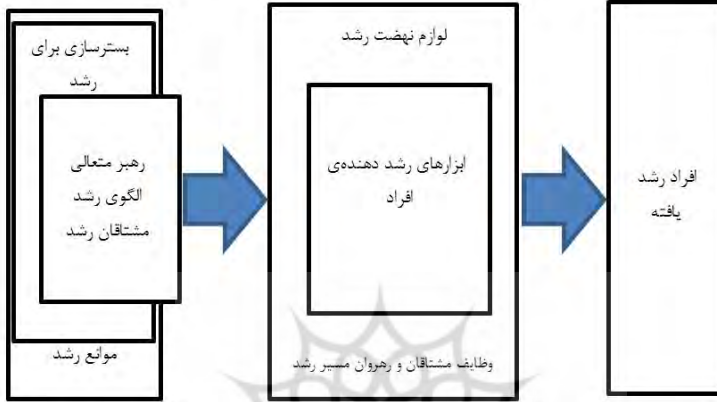 بسترسازی برای
رشد
رهبر متعالی
الگوی رشد
مشتاقان رشد
موانع رشد
لوازم نهضت رشد
ابزارهای رشد دهنده‌ی
افراد
وظایف مشتاقان و رهروان مسیر رشد
افراد رشد
یافته